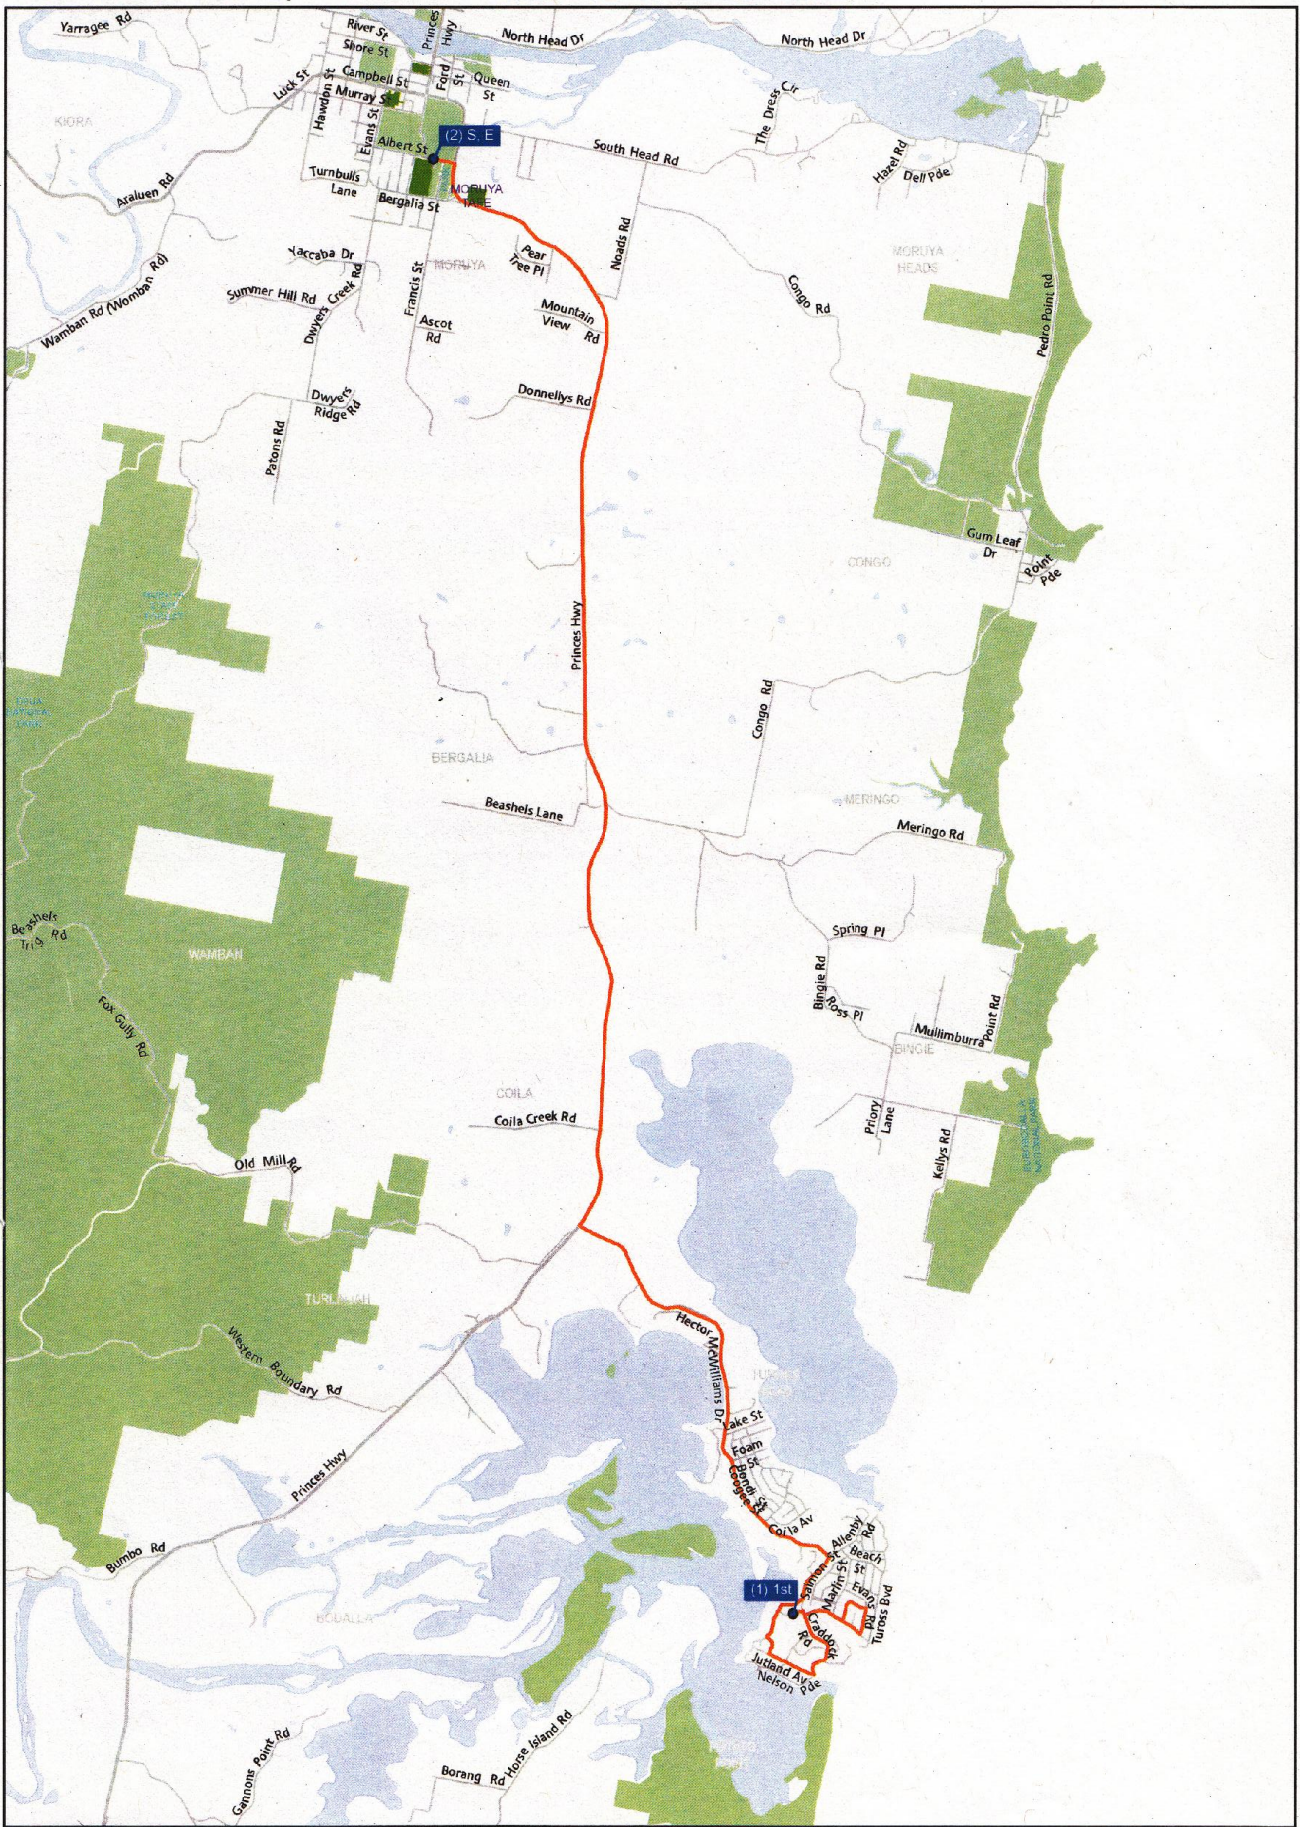 Yarragee Rd
River St
Princes
Hwy
North Head Dr
North Head Dr
Shore St
Luck St
Campbell St
Ford
St
Queen
St
Hawdon St
Murray St
KIORA
Evans St
The Dress Cir
Albert St
(2) S. E
South Head Rd
Hazel Rd
Dell Pde
Turnbulls
Lane
Araluen Rd
Bergalia St
MORUYA
TAFE
Noads Rd
Yaccaba Dr
MORUYA
Pear
Tree Pl
MORUYA
HEADS
Wamban Rd (Womban Rd)
Summer Hill Rd
Dwyers Creek Rd
Francis St
Ascot
Rd
Mountain
View Rd
Congo Rd
Pedro Point Rd
Dwyers
Ridge Rd
Donnellys Rd
Patons Rd
Gum Leaf
Dr
Point
Pde
CONGO
Princes Hwy
Congo Rd
BERGALIA
Beashels Lane
MERINGO
Meringo Rd
Beashels
Trig Rd
WAMBAN
Spring Pl
Bingie Rd
Ross Pl
Fox Gully Rd
Mullimburra
Point Rd
BINGIE
COILA
Coila Creek Rd
Priory
Lane
Kellys Rd
Old Mill Rd
Hector McWilliams Dr
Western Boundary Rd
Lake St
Foam
St
Bondi St
Coogee St
Princes Hwy
Coila Av
Allenby
Rd
Beach
St
Bumbo Rd
Salmon St
Marlin St
Evans Rd
Tuross Bvd
(1) 1st
BODALLA
Craddock
Rd
Jutland Av
Nelson Pde
Gannons Point Rd
Borang Rd
Horse Island Rd